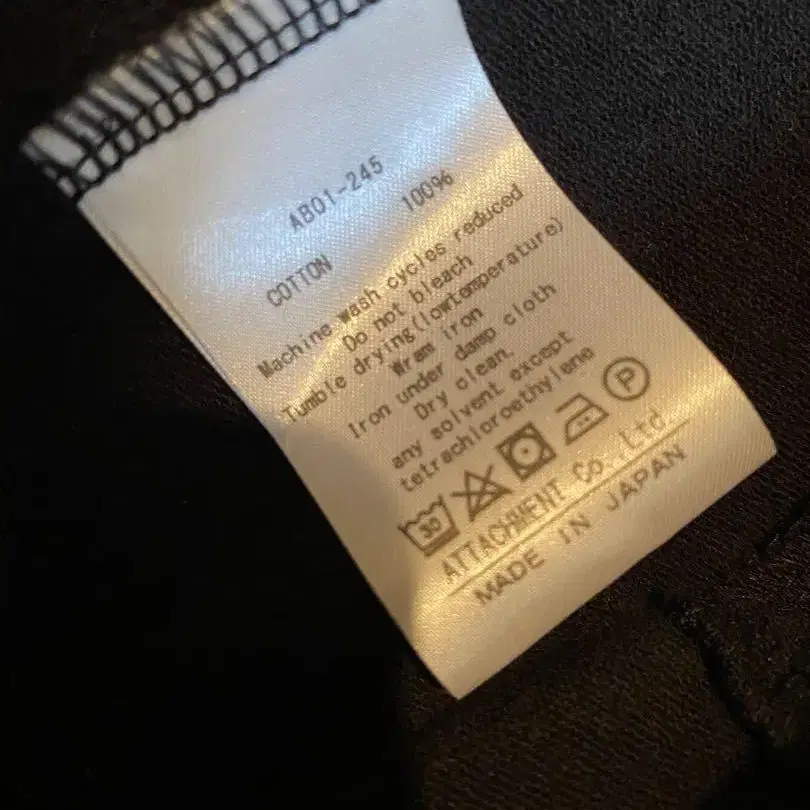 AB01-245
COTTON 100%
Machine wash cycles reduced
Do not bleach
Tumble drying(lowtemperature)
Wram iron
Iron under damp cloth
Dry clean,
any solvent except
tetrachloroethylene
30 P
ATTACHMENT Co.,Ltd.
MADE IN JAPAN